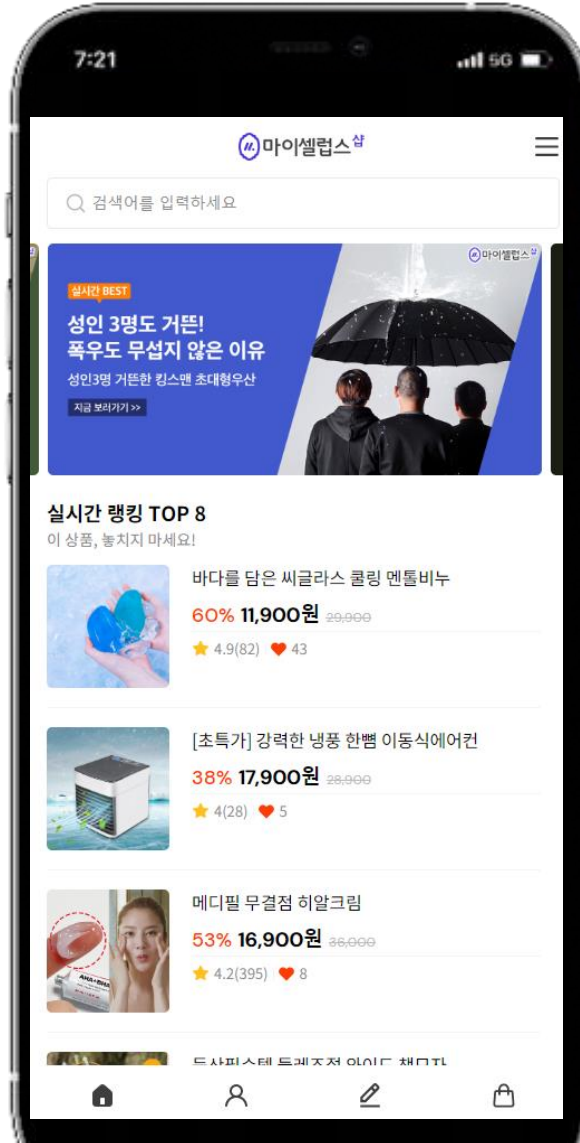 7:21
5G
마이셀럽스샵
검색어를 입력하세요
마이셀럽스샵
실시간 BEST
성인 3명도 거뜬!
폭우도 무섭지 않은 이유
성인3명 거뜬한 킹스맨 초대형우산
지금 보러가기 >>
실시간 랭킹 TOP 8
이 상품, 놓치지 마세요!
바다를 담은 씨글라스 쿨링 멘톨비누
60% 11,900원 29,900
4.9(82) 43
[초특가] 강력한 냉풍 한뼘 이동식에어컨
38% 17,900원 28,900
4(28) 5
메디필 무결점 히알크림
53% 16,900원 36,000
4.2(395) 8
AHA+BHA